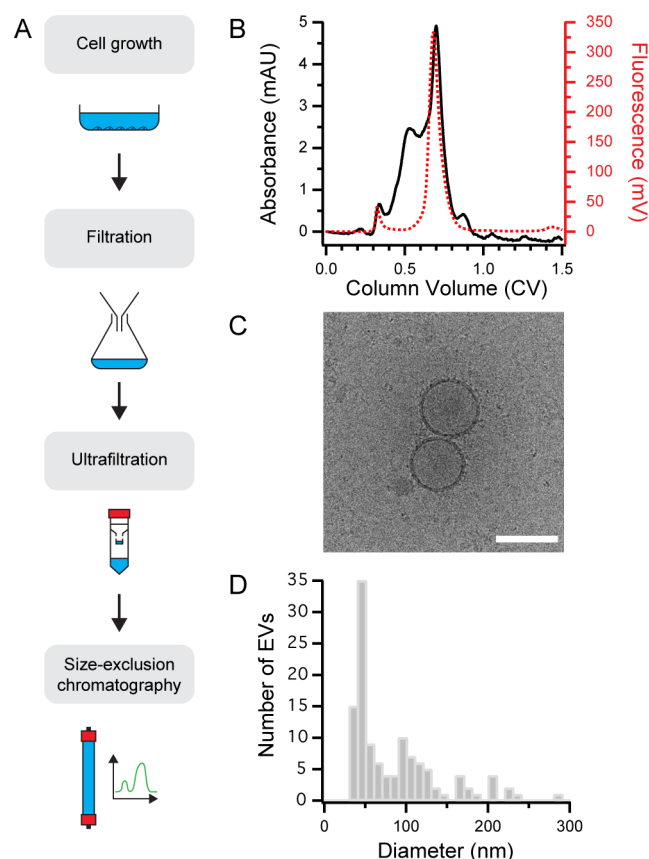 A
Cell growth
Filtration
Ultrafiltration
Size-exclusion
chromatography
B
Absorbance (mAU)
5
4
3
2
1
0
350
300
250
200
150
100
50
0
Fluorescence (mV)
0.0 0.5 1.0 1.5
Column Volume (CV)
C
D
Number of EVs
35
30
25
20
15
10
5
0
0 100 200 300
Diameter (nm)